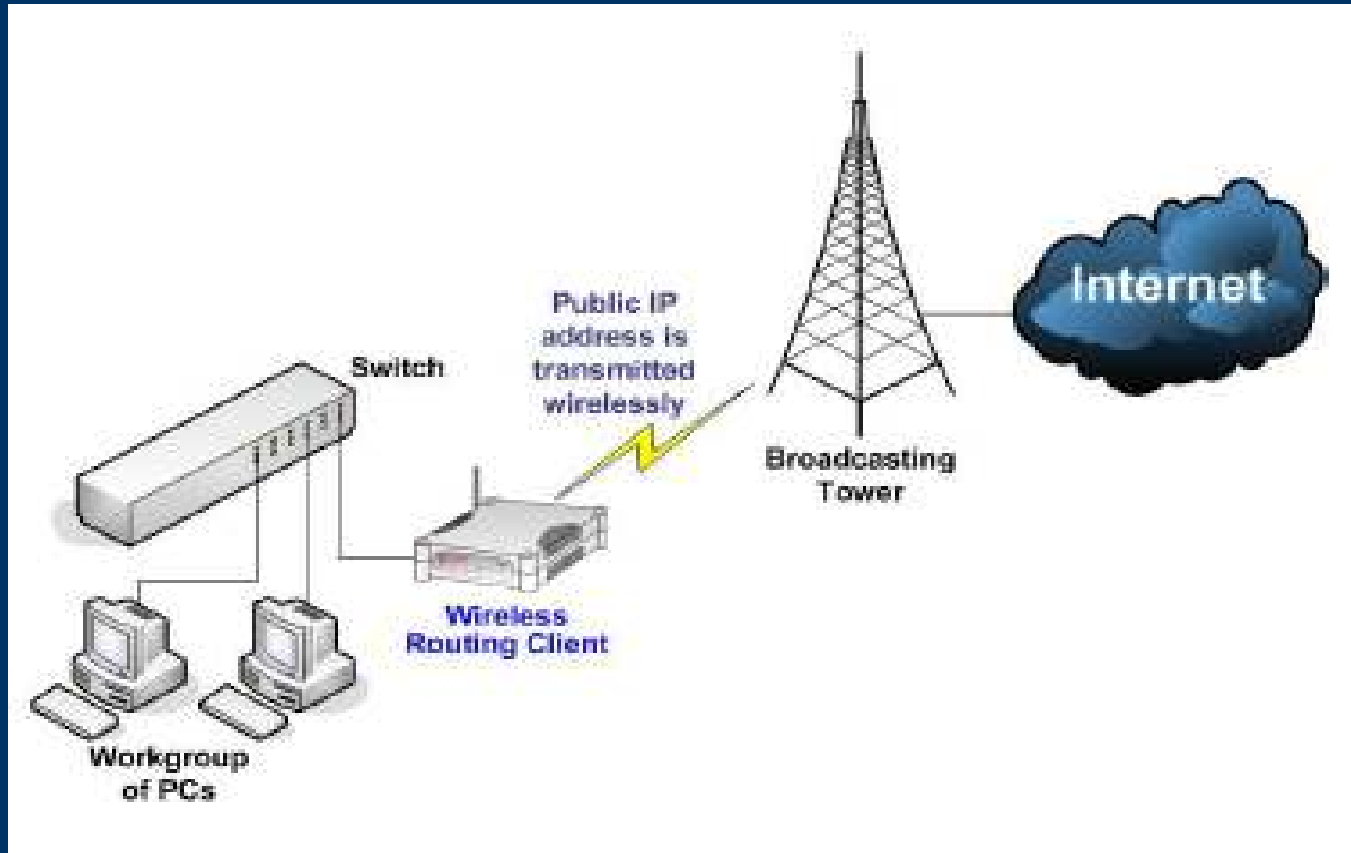 Public IP
address is
transmitted
wirelessly
Internet
Switch
Broadcasting
Tower
Wireless
Routing Client
Workgroup
of PCs